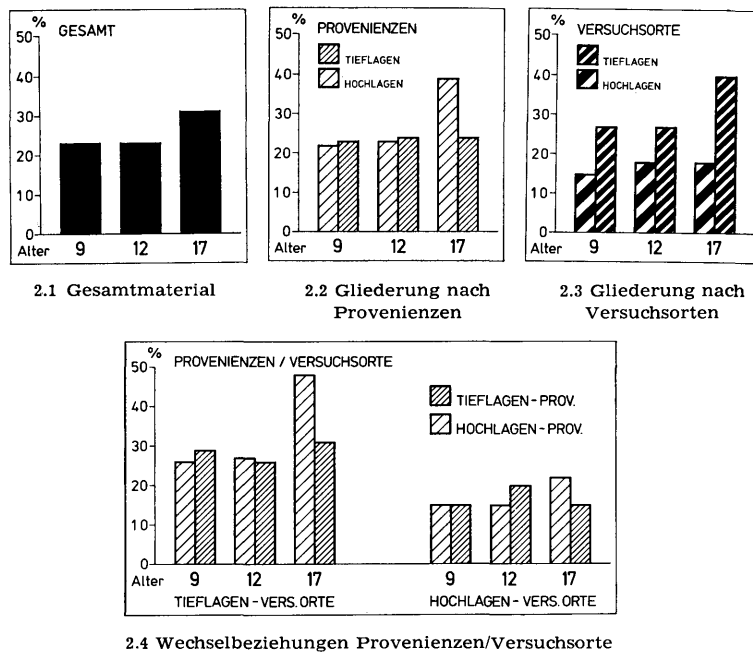 %
GESAMT
50
40
30
20
10
0
Alter 9 12 17
2.1 Gesamtmaterial
%
PROVENIENZEN
50
TIEFLAGEN
40
HOCHLAGEN
30
20
10
0
Alter 9 12 17
2.2 Gliederung nach
Provenienzen
%
VERSUCHSORTE
50
TIEFLAGEN
40
HOCHLAGEN
30
20
10
0
Alter 9 12 17
2.3 Gliederung nach
Versuchsorten
%
PROVENIENZEN / VERSUCHSORTE
50
TIEFLAGEN - PROV.
40
HOCHLAGEN - PROV.
30
20
10
0
Alter 9 12 17 9 12 17
TIEFLAGEN - VERS. ORTE HOCHLAGEN - VERS. ORTE
2.4 Wechselbeziehungen Provenienzen/Versuchsorte